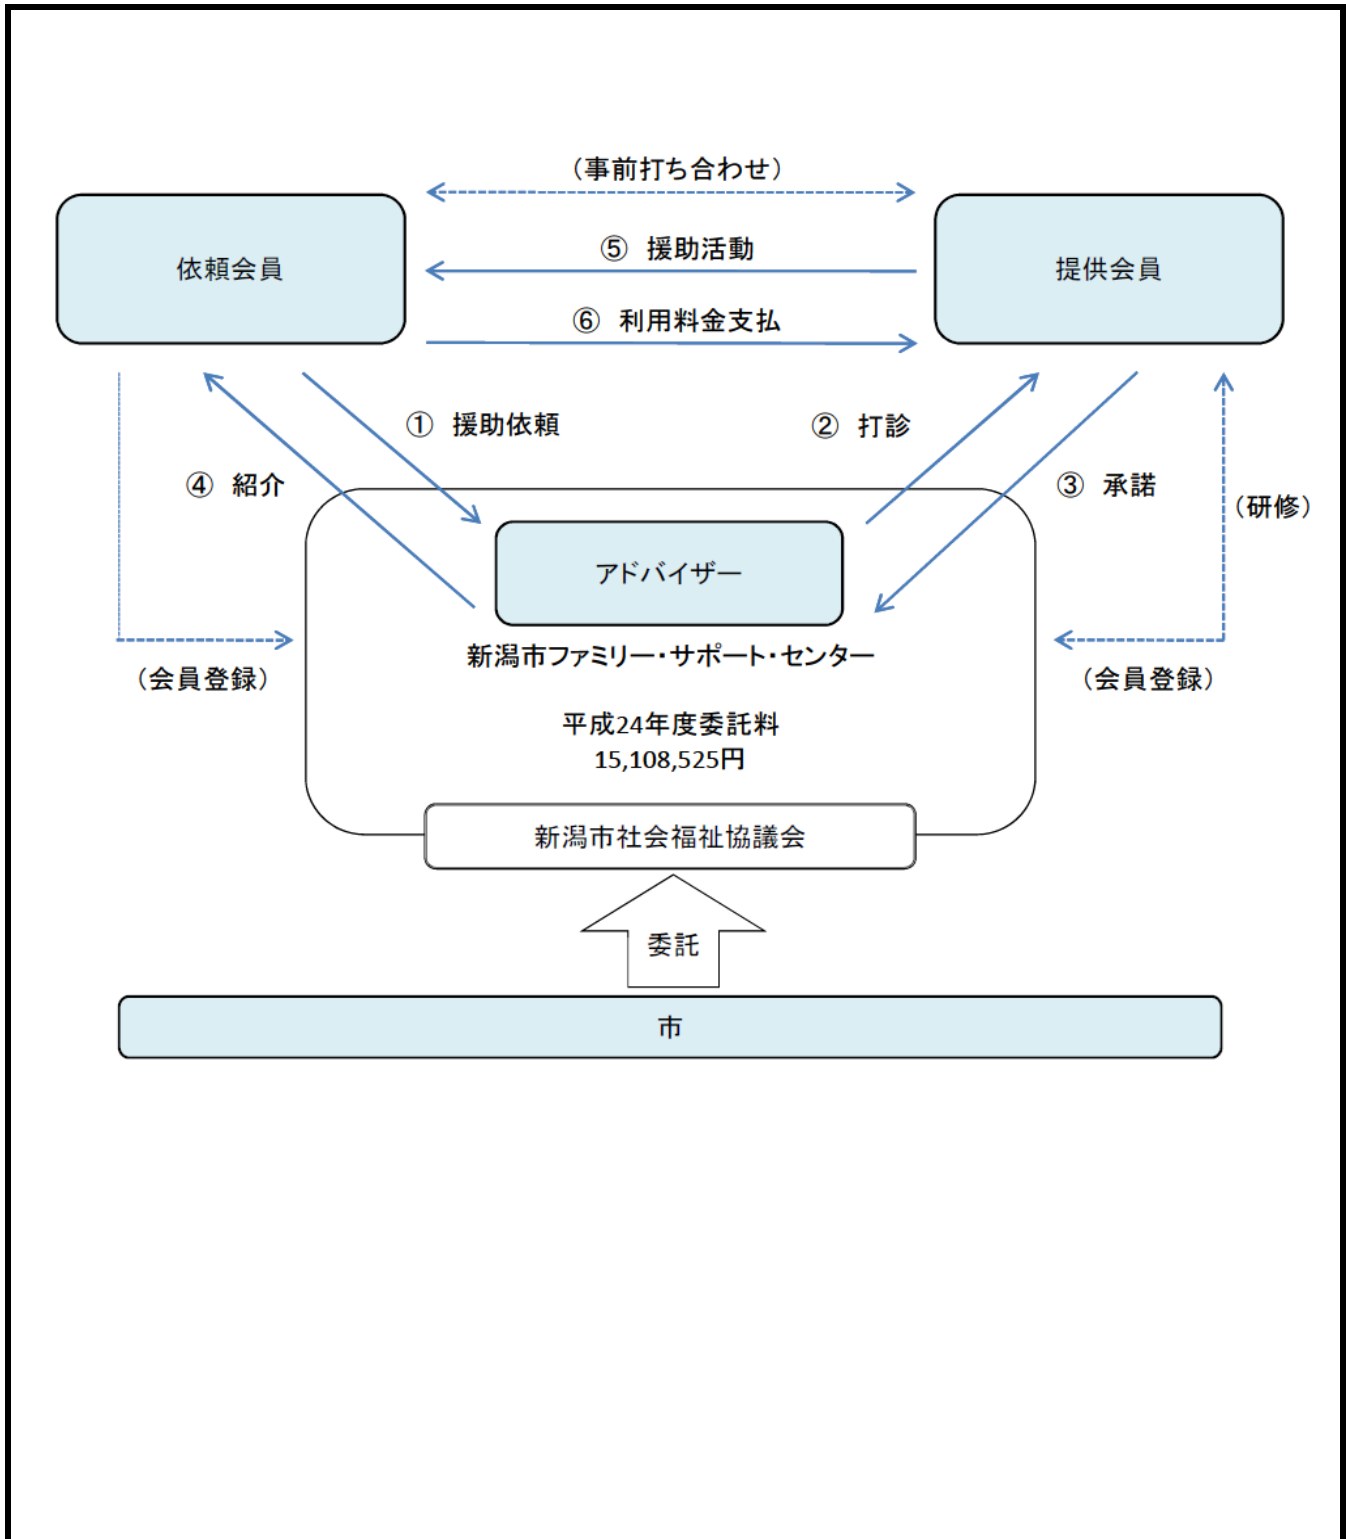 （事前打ち合わせ）
依頼会員
提供会員
⑤　援助活動
⑥　利用料金支払
①　援助依頼
②　打診
④　紹介
③　承諾
（研修）
アドバイザー
新潟市ファミリー・サポート・センター
（会員登録）
（会員登録）
平成24年度委託料
15,108,525円
新潟市社会福祉協議会
委託
市